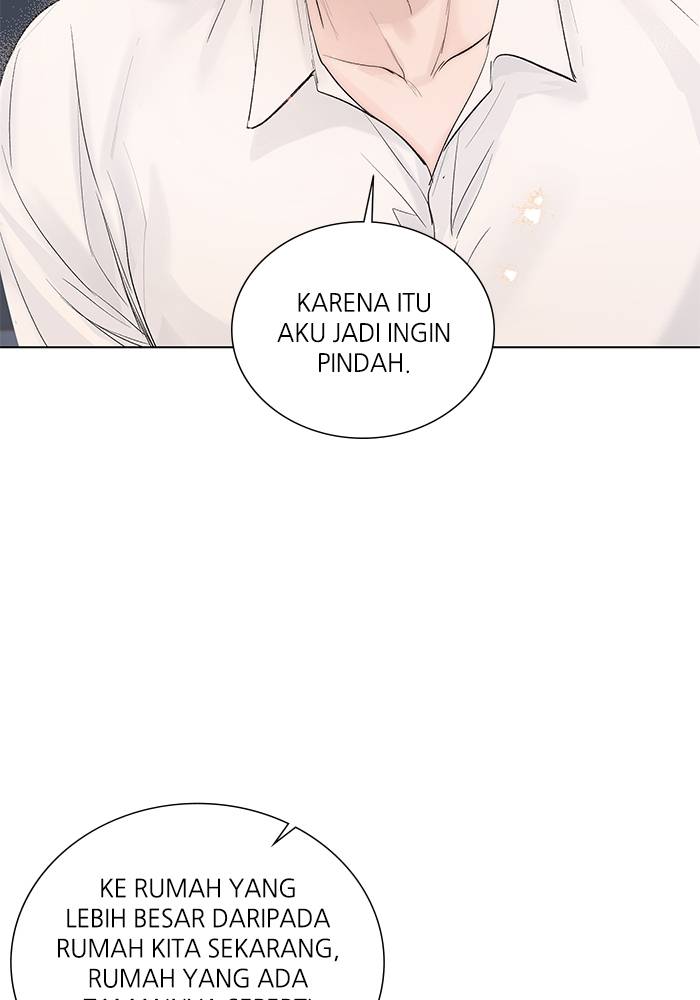 KARENA ITU
AKU JADI INGIN
PINDAH.
KE RUMAH YANG
LEBIH BESAR DARIPADA
RUMAH KITA SEKARANG,
RUMAH YANG ADA